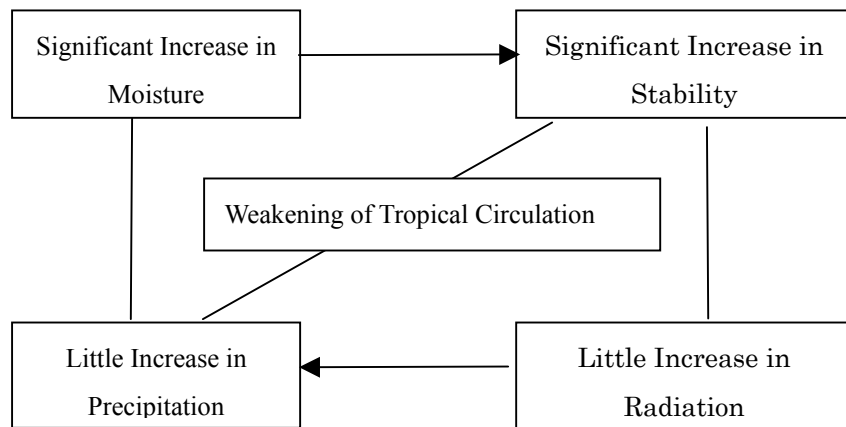 Significant Increase in
Moisture
Significant Increase in
Stability
Weakening of Tropical Circulation
Little Increase in
Precipitation
Little Increase in
Radiation